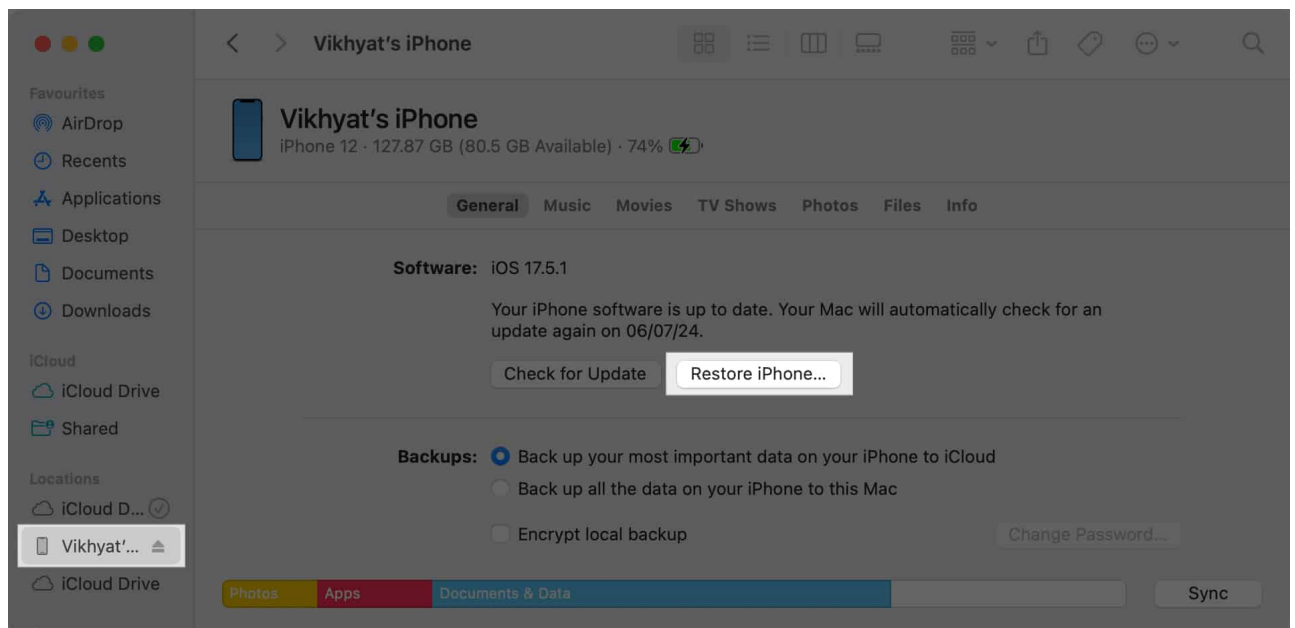 Vikhyat's iPhone
Favourites
AirDrop
Recents
Applications
Desktop
Documents
Downloads
iCloud
iCloud Drive
Shared
Locations
iCloud D...
Vikhyat'...
iCloud Drive
Vikhyat's iPhone
iPhone 12 · 127.87 GB (80.5 GB Available) · 74%
General Music Movies TV Shows Photos Files Info
Software: iOS 17.5.1
Your iPhone software is up to date. Your Mac will automatically check for an
update again on 06/07/24.
Check for Update Restore iPhone...
Backups: Back up your most important data on your iPhone to iCloud
Back up all the data on your iPhone to this Mac
Encrypt local backup Change Password...
Photos Apps Documents & Data Sync